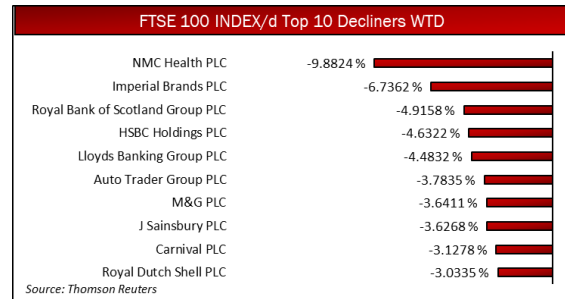 FTSE 100 INDEX/d Top 10 Decliners WTD
NMC Health PLC -9.8824 %
Imperial Brands PLC -6.7362 %
Royal Bank of Scotland Group PLC -4.9158 %
HSBC Holdings PLC -4.6322 %
Lloyds Banking Group PLC -4.4832 %
Auto Trader Group PLC -3.7835 %
M&G PLC -3.6411 %
J Sainsbury PLC -3.6268 %
Carnival PLC -3.1278 %
Royal Dutch Shell PLC -3.0335 %
Source: Thomson Reuters